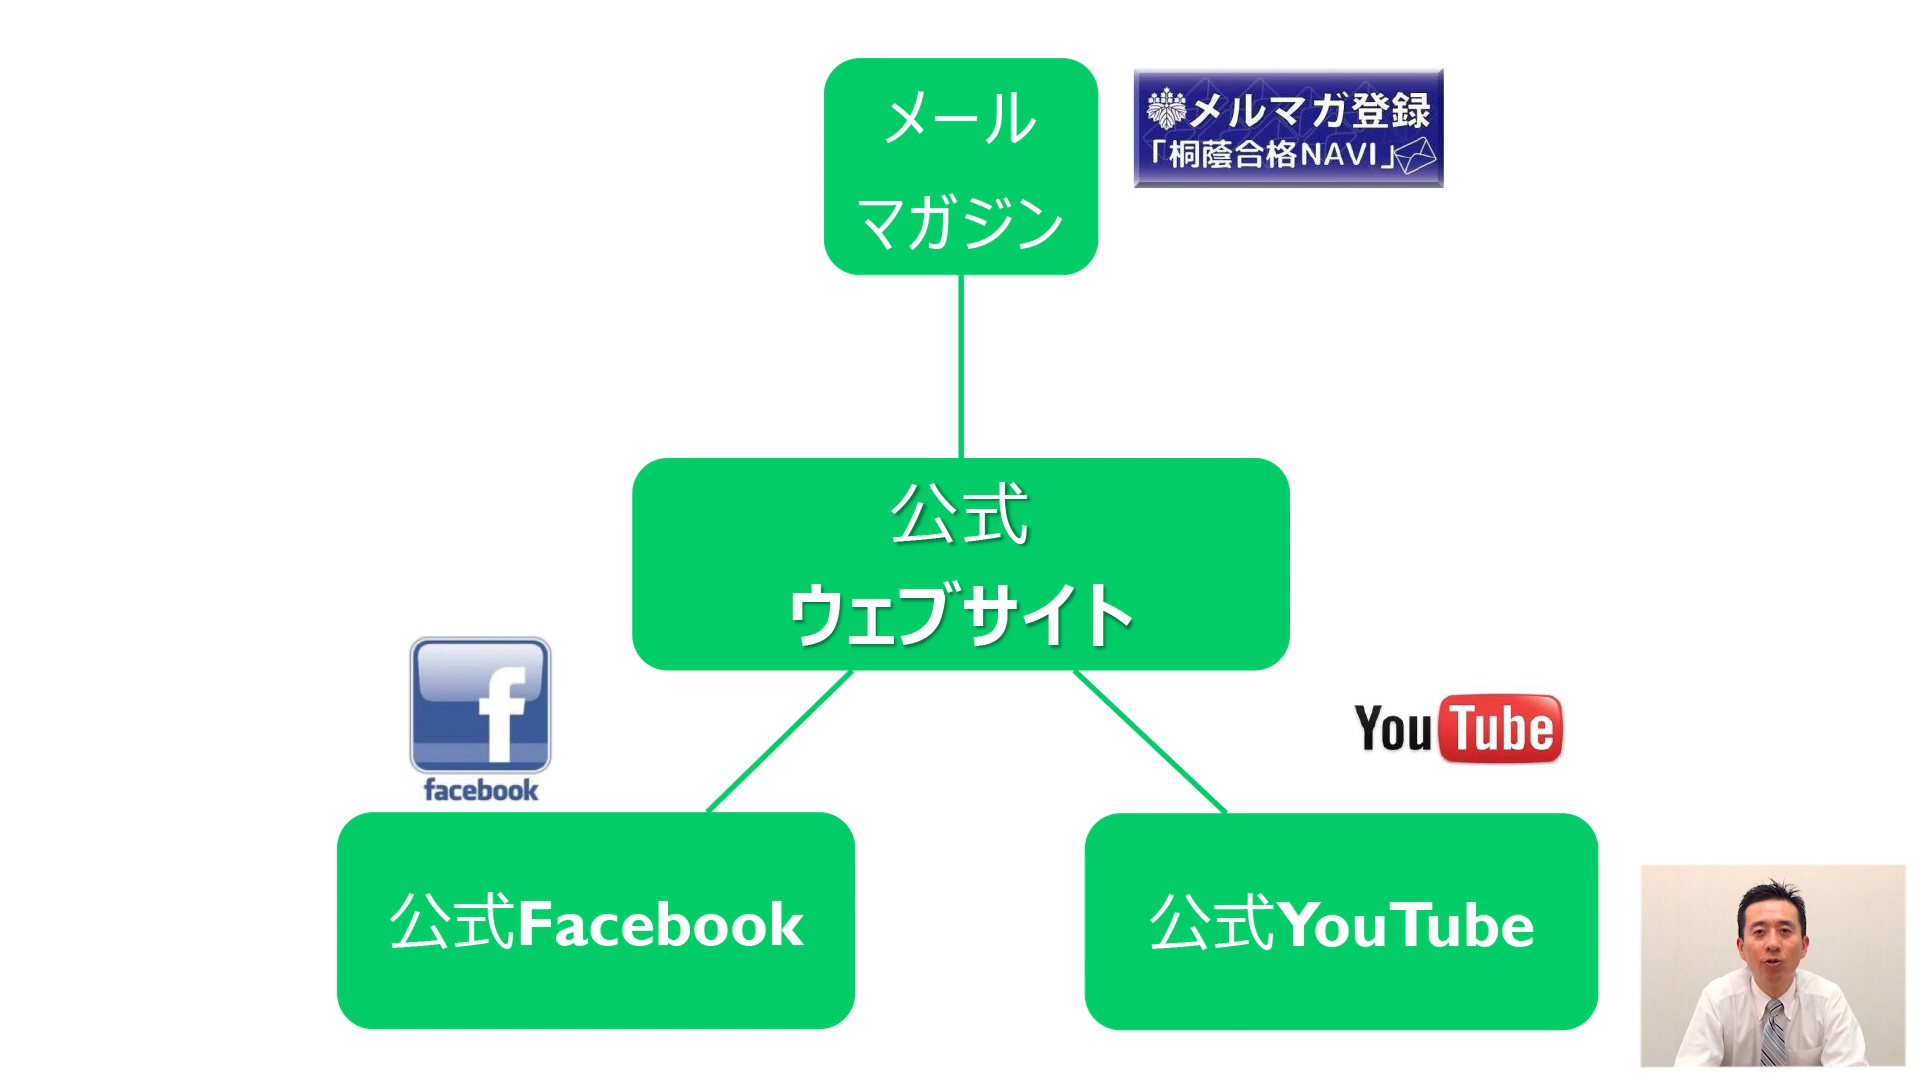 メール
マガジン
メルマガ登録
「桐蔭合格NAVI」
公式
ウェブサイト
facebook
YouTube
公式Facebook
公式YouTube